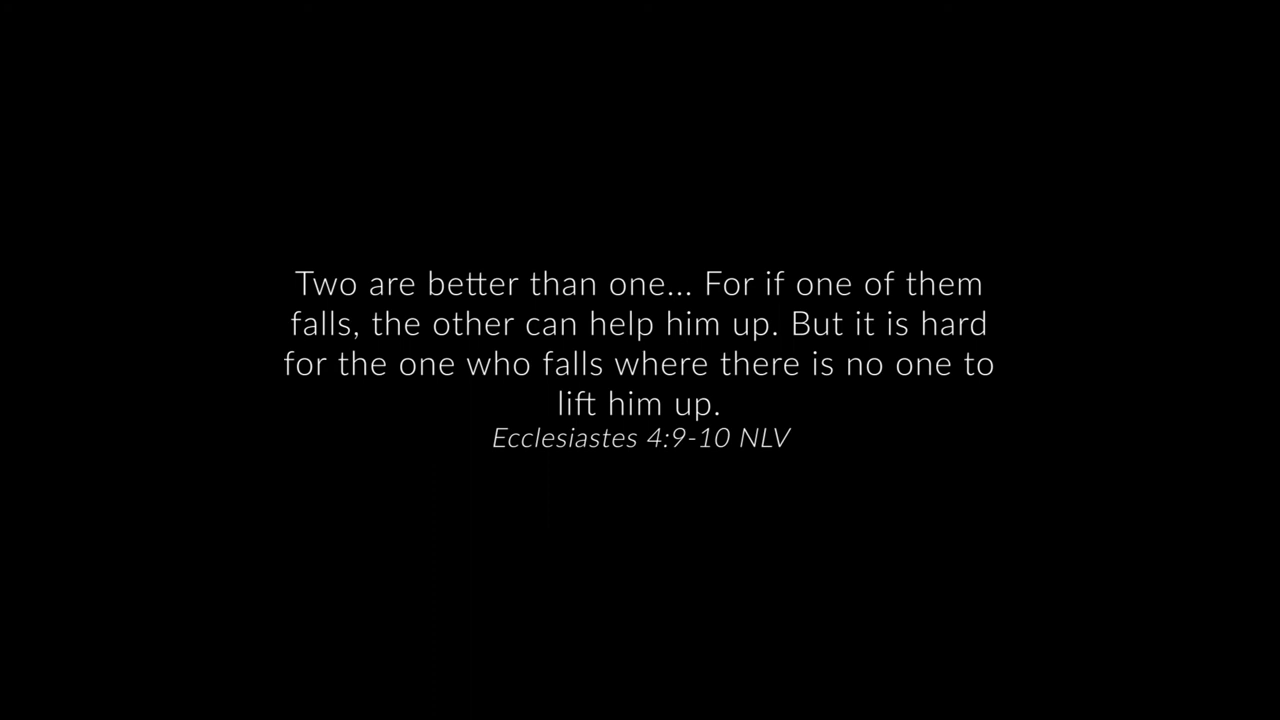 Two are better than one... For if one of them
falls, the other can help him up. But it is hard
for the one who falls where there is no one to
lift him up.
Ecclesiastes 4:9-10 NLV